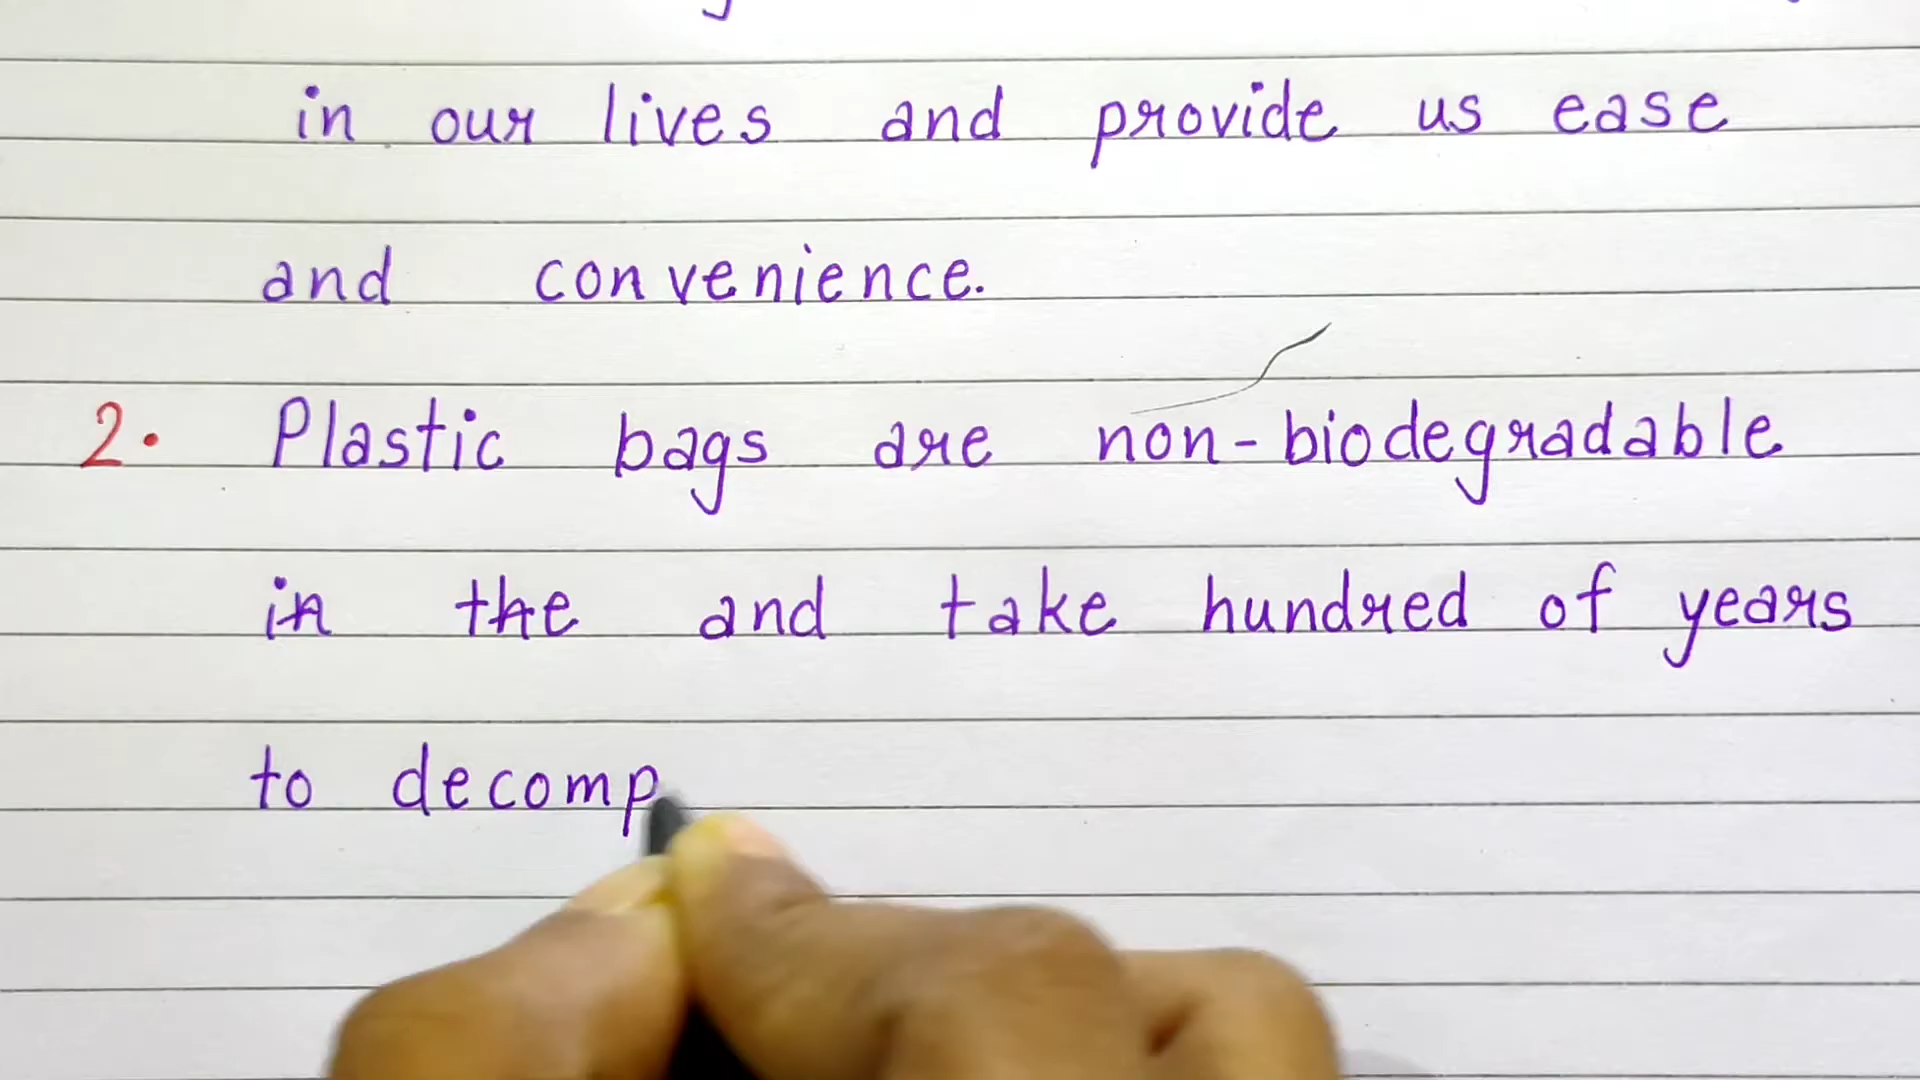 in our lives and provide us ease
and convenience.
2. Plastic bags are non-biodegradable
in the and take hundred of years
to decomp